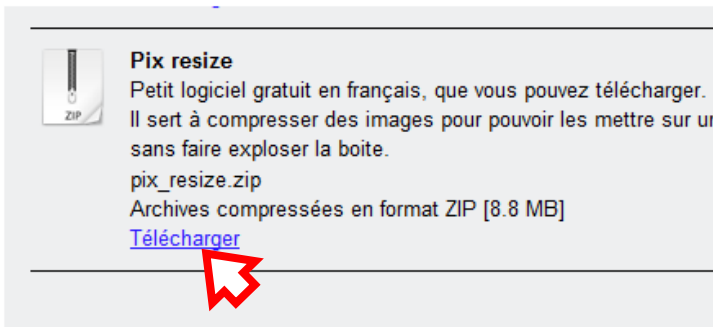 Pix resize
Petit logiciel gratuit en français, que vous pouvez télécharger.
ZIP
Il sert à compresser des images pour pouvoir les mettre sur
sans faire exploser la boite.
pix_resize.zip
Archives compressées en format ZIP [8.8 MB]
Télécharger